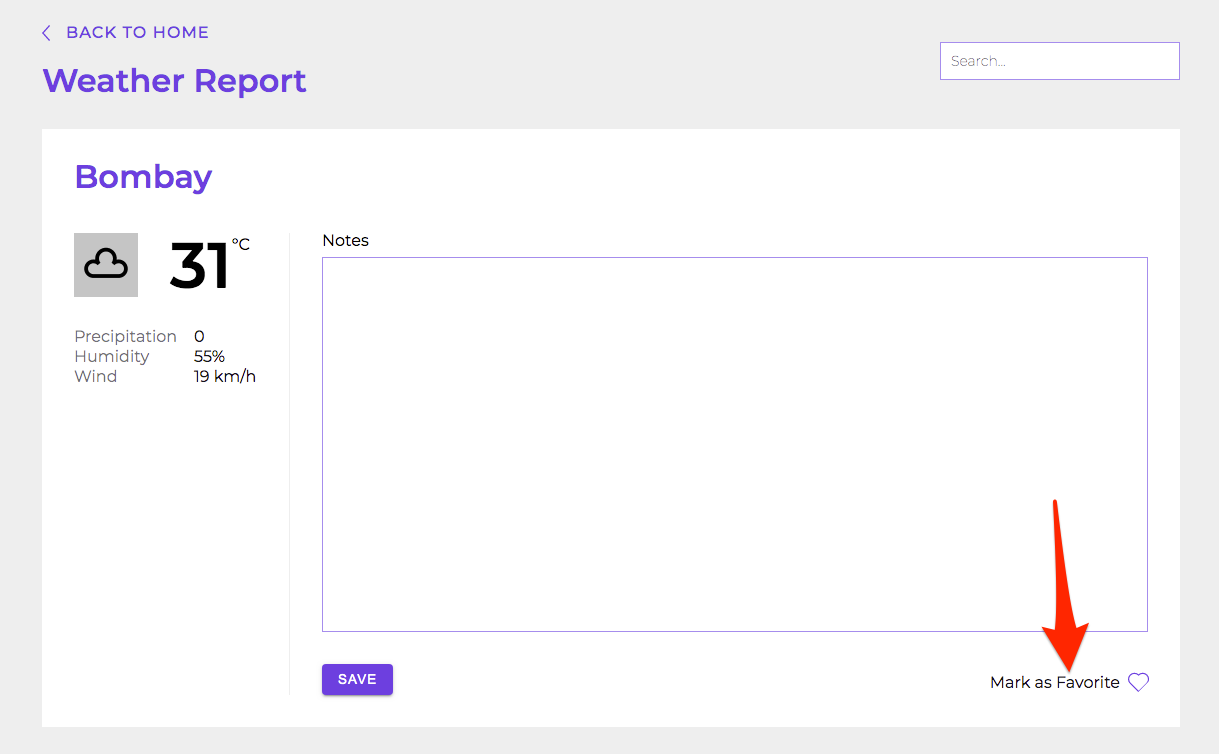 BACK TO HOME
Weather Report
Search...
Bombay
31 °C
Notes
Precipitation 0
Humidity 55%
Wind 19 km/h
SAVE
Mark as Favorite